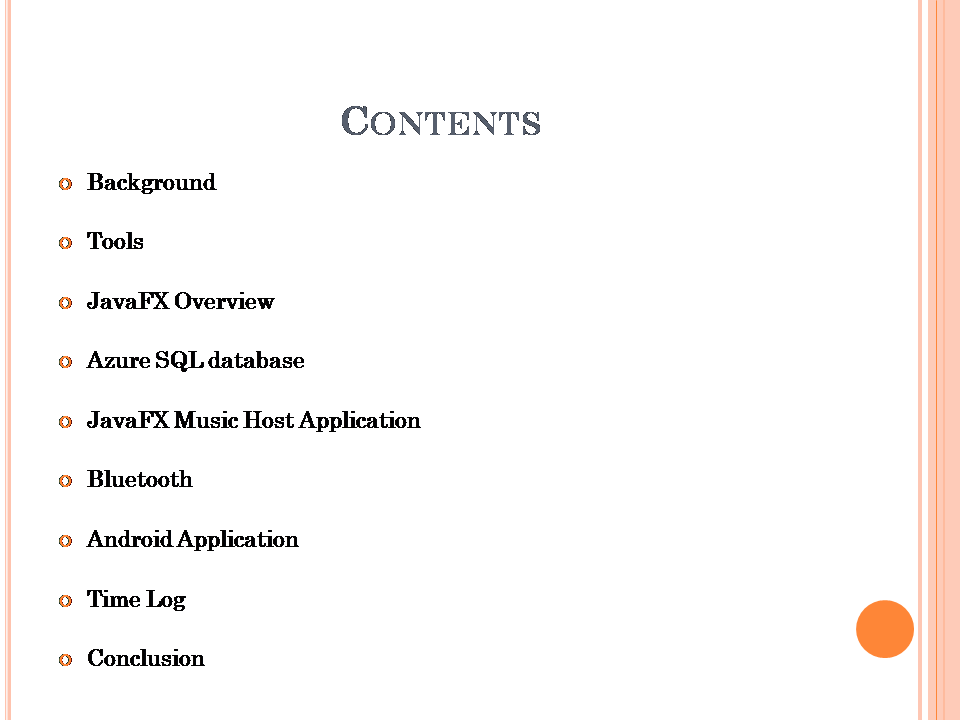 Contents
Background
Tools
JavaFX Overview
Azure SQL database
JavaFX Music Host Application
Bluetooth
Android Application
Time Log
Conclusion